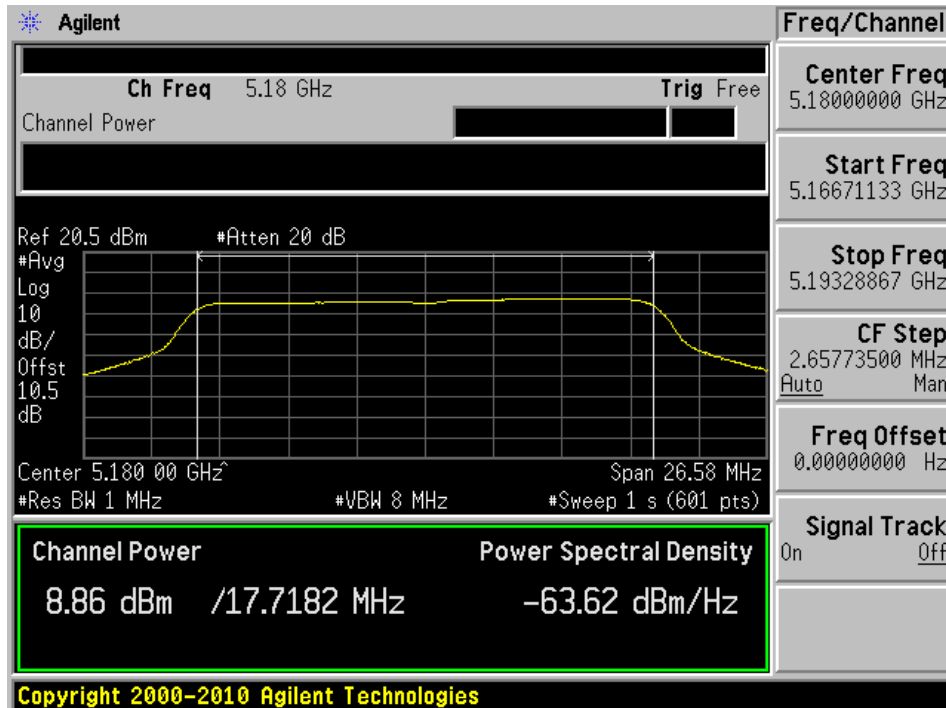 Agilent
Freq/Channel
Ch Freq 5.18 GHz Trig Free
Channel Power
Center Freq
5.18000000 GHz
Start Freq
5.16671133 GHz
Stop Freq
5.19328867 GHz
CF Step
2.65773500 MHz
Auto Man
Freq Offset
0.00000000 Hz
Signal Track
On Off
Ref 20.5 dBm #Atten 20 dB
#Avg
Log
10
dB/
Offst
10.5
dB
Center 5.180 00 GHz^ Span 26.58 MHz
#Res BW 1 MHz #VBW 8 MHz #Sweep 1 s (601 pts)
Channel Power Power Spectral Density
8.86 dBm /17.7182 MHz -63.62 dBm/Hz
Copyright 2000-2010 Agilent Technologies